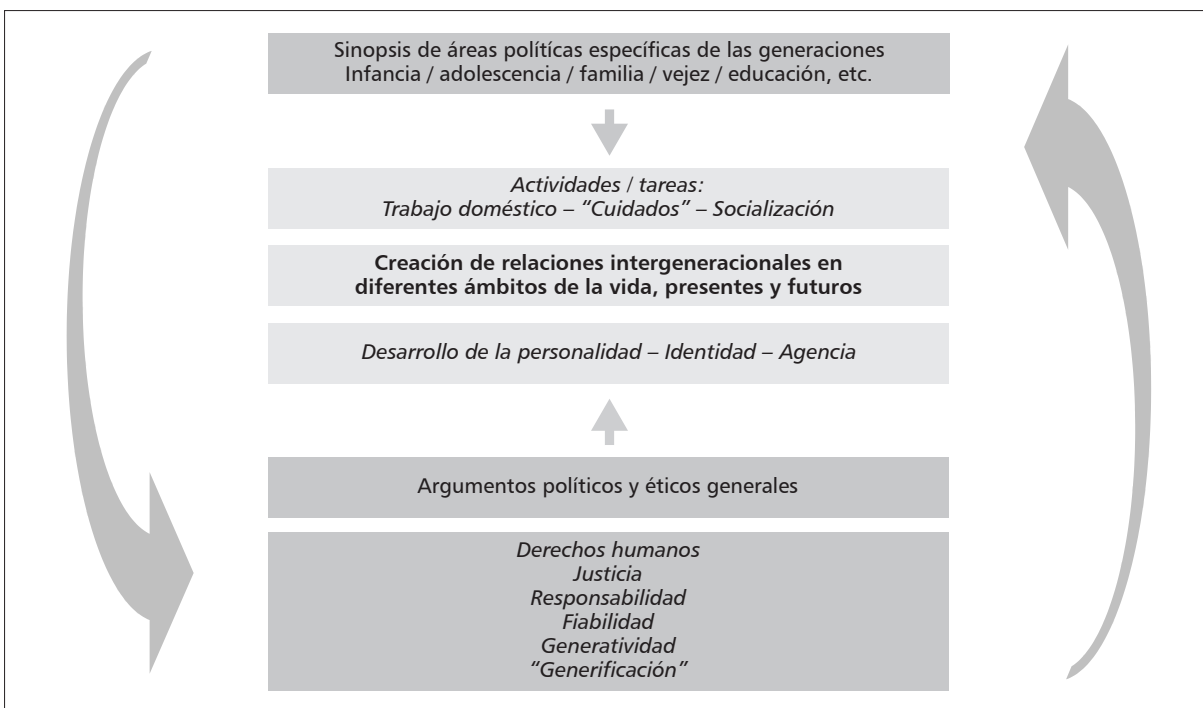 Sinopsis de áreas polítícas específicas de las generaciones
Infancia / adolescencia / familia / vejez / educación, etc.
Actividades / tareas:
Trabajo doméstico – “Cuidados” – Socialización
Creación de relaciones intergeneracionales en
diferentes ámbitos de la vida, presentes y futuros
Desarrollo de la personalidad – Identidad – Agencia
Argumentos políticos y éticos generales
Derechos humanos
Justicia
Responsabilidad
Fiabilidad
Generatividad
“Generificación”